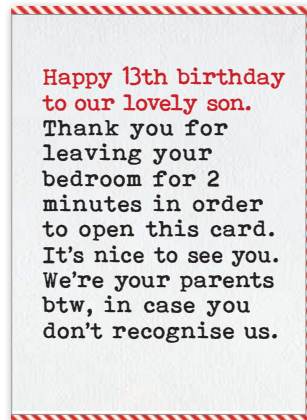 Happy 13th birthday
to our lovely son.
Thank you for
leaving your
bedroom for 2
minutes in order
to open this card.
It's nice to see you.
We're your parents
btw, in case you
don't recognise us.